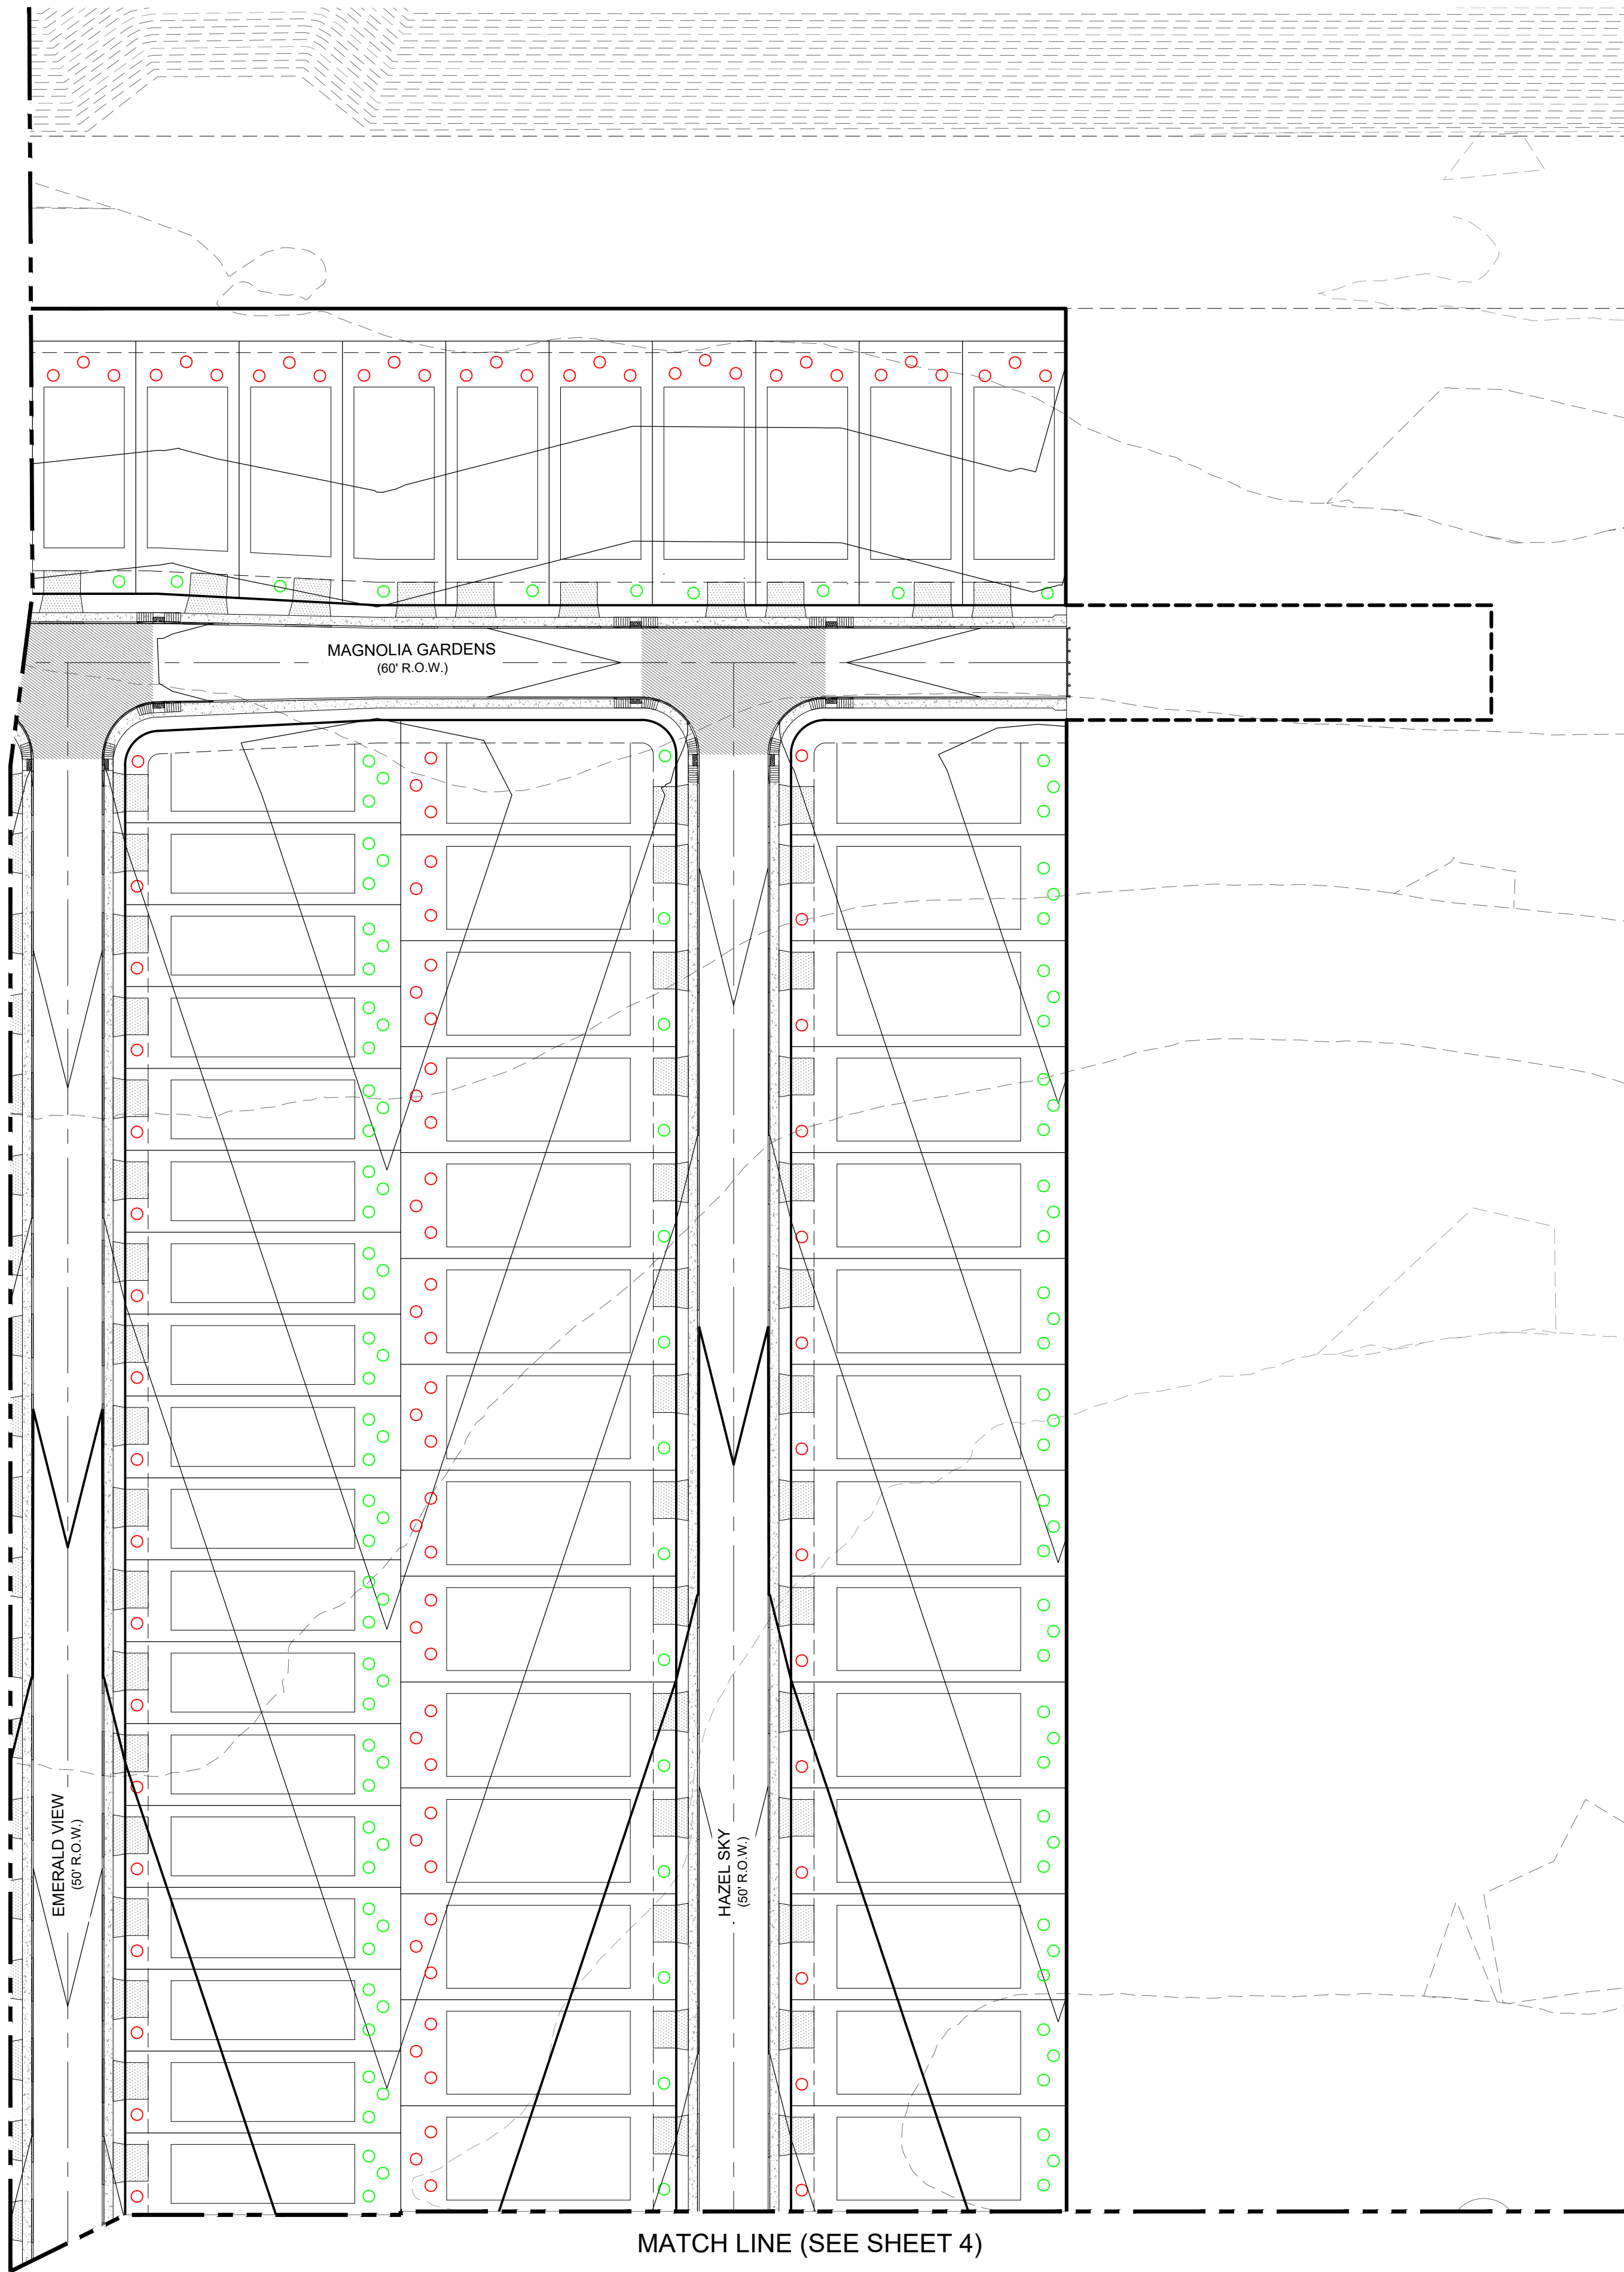 MAGNOLIA GARDENS
(60' R.O.W.)
EMERALD VIEW
(50' R.O.W.)
HAZEL SKY
(50' R.O.W.)
MATCH LINE (SEE SHEET 4)